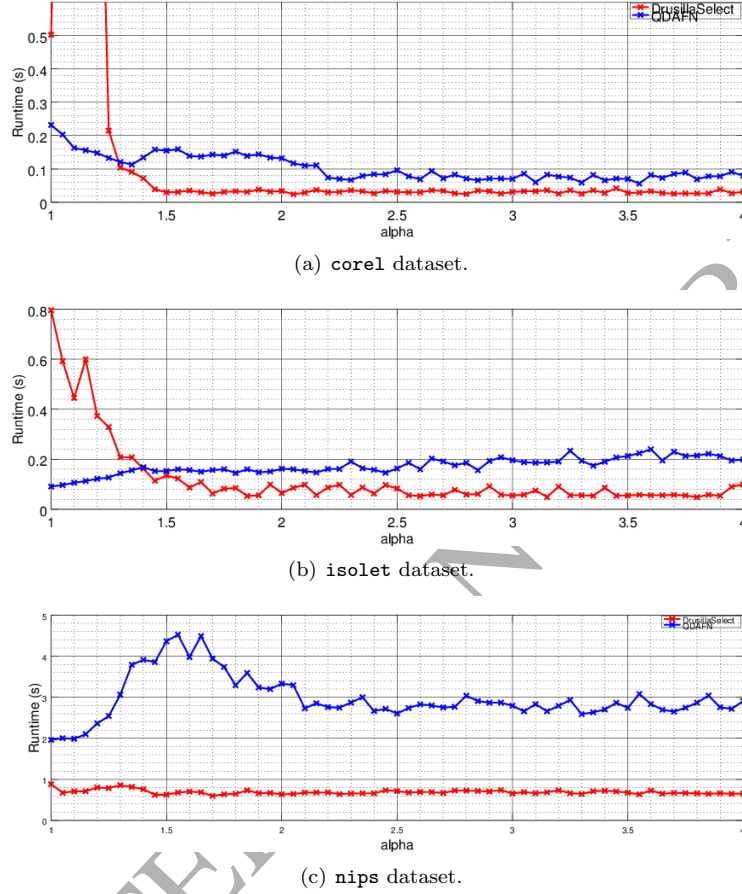 DrusillaSelect
QDAFN
0.5
0.4
0.3
0.2
0.1
0
Runtime (s)
1 1.5 2 2.5 3 3.5 4
alpha
(a) corel dataset.
0.8
0.6
0.4
0.2
0
Runtime (s)
1 1.5 2 2.5 3 3.5 4
alpha
(b) isolet dataset.
DrusillaSelect
QDAFN
5
4
3
2
1
0
Runtime (s)
1 1.5 2 2.5 3 3.5 4
alpha
(c) nips dataset.